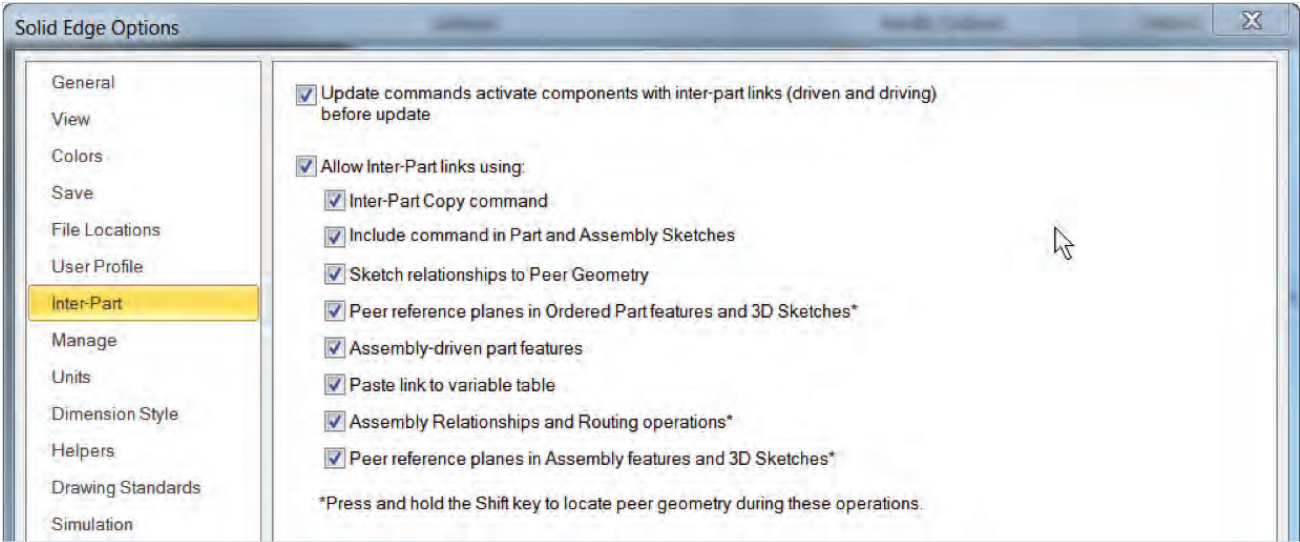 Solid Edge Options
General
View
Colors
Save
File Locations
User Profile
Inter-Part
Manage
Units
Dimension Style
Helpers
Drawing Standards
Simulation
Update commands activate components with inter-part links (driven and driving)
before update
Allow Inter-Part links using:
Inter-Part Copy command
Include command in Part and Assembly Sketches
Sketch relationships to Peer Geometry
Peer reference planes in Ordered Part features and 3D Sketches*
Assembly-driven part features
Paste link to variable table
Assembly Relationships and Routing operations*
Peer reference planes in Assembly features and 3D Sketches*
*Press and hold the Shift key to locate peer geometry during these operations.